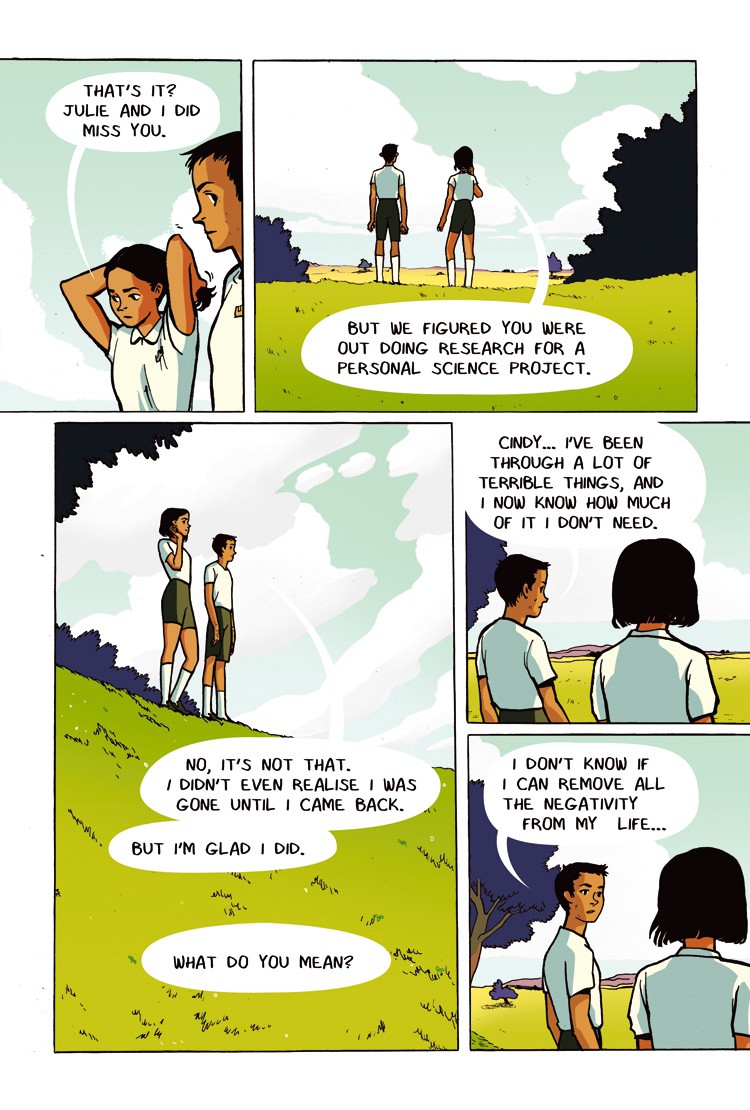 THAT'S IT?
JULIE AND I DID
MISS YOU.
BUT WE FIGURED YOU WERE
OUT DOING RESEARCH FOR A
PERSONAL SCIENCE PROJECT.
NO, IT'S NOT THAT.
I DIDN'T EVEN REALISE I WAS
GONE UNTIL I CAME BACK.
BUT I'M GLAD I DID.
WHAT DO YOU MEAN?
CINDY... I'VE BEEN
THROUGH A LOT OF
TERRIBLE THINGS, AND
I NOW KNOW HOW MUCH
OF IT I DON'T NEED.
I DON'T KNOW IF
I CAN REMOVE ALL
THE NEGATIVITY
FROM MY LIFE...